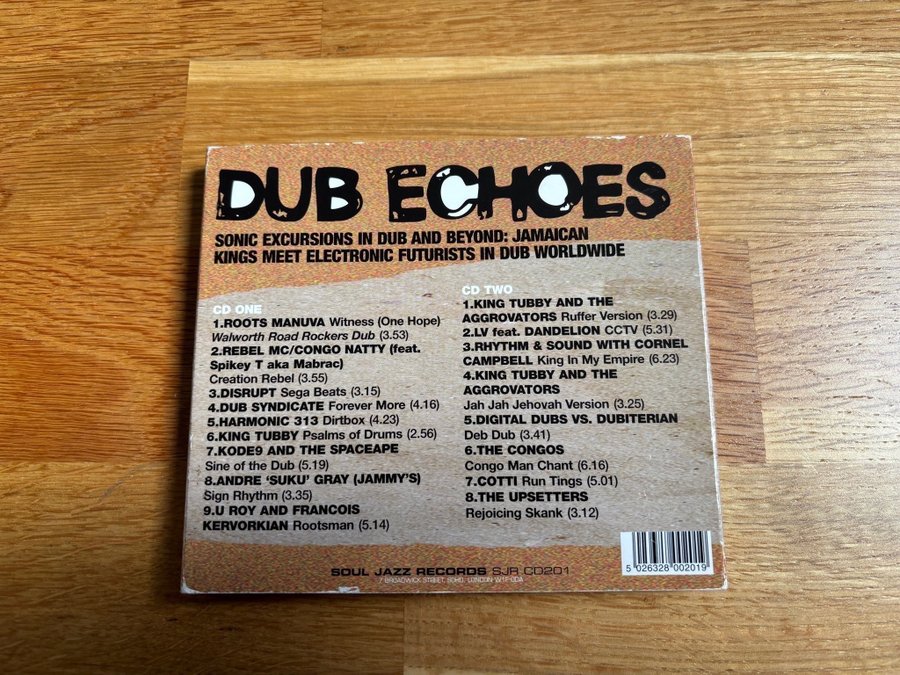 DUB ECHOES
SONIC EXCURSIONS IN DUB AND BEYOND: JAMAICAN
KINGS MEET ELECTRONIC FUTURISTS IN DUB WORLDWIDE
CD ONE
1.ROOTS MANUVA Witness (One Hope)
Walworth Road Rockers Dub (3.53)
2.REBEL MC/CONGO NATTY (feat.
Spikey T aka Mabrac)
Creation Rebel (3.55)
3.DISRUPT Sega Beats (3.15)
4.DUB SYNDICATE Forever More (4.16)
5.HARMONIC 313 Dirtbox (4.23)
6.KING TUBBY Psalms of Drums (2.56)
7.KODE9 AND THE SPACEAPE
Sine of the Dub (5.19)
8.ANDRE ‘SUKU’ GRAY (JAMMY’S)
Sign Rhythm (3.35)
9.U ROY AND FRANCOIS
KERVORKIAN Rootsman (5.14)
CD TWO
1.KING TUBBY AND THE
AGGROVATORS Ruffer Version (3.29)
2.LV feat. DANDELION CCTV (5.31)
3.RHYTHM & SOUND WITH CORNEL
CAMPBELL King In My Empire (6.23)
4.KING TUBBY AND THE
AGGROVATORS
Jah Jah Jehovah Version (3.25)
5.DIGITAL DUBS VS. DUBITERIAN
Deb Dub (3.41)
6.THE CONGOS
Congo Man Chant (6.16)
7.COTTI Run Tings (5.01)
8.THE UPSETTERS
Rejoicing Skank (3.12)
SOUL JAZZ RECORDS SJR CD201
7 BROADWICK STREET, SOHO, LONDON W1F 0DA
5 026328 002019